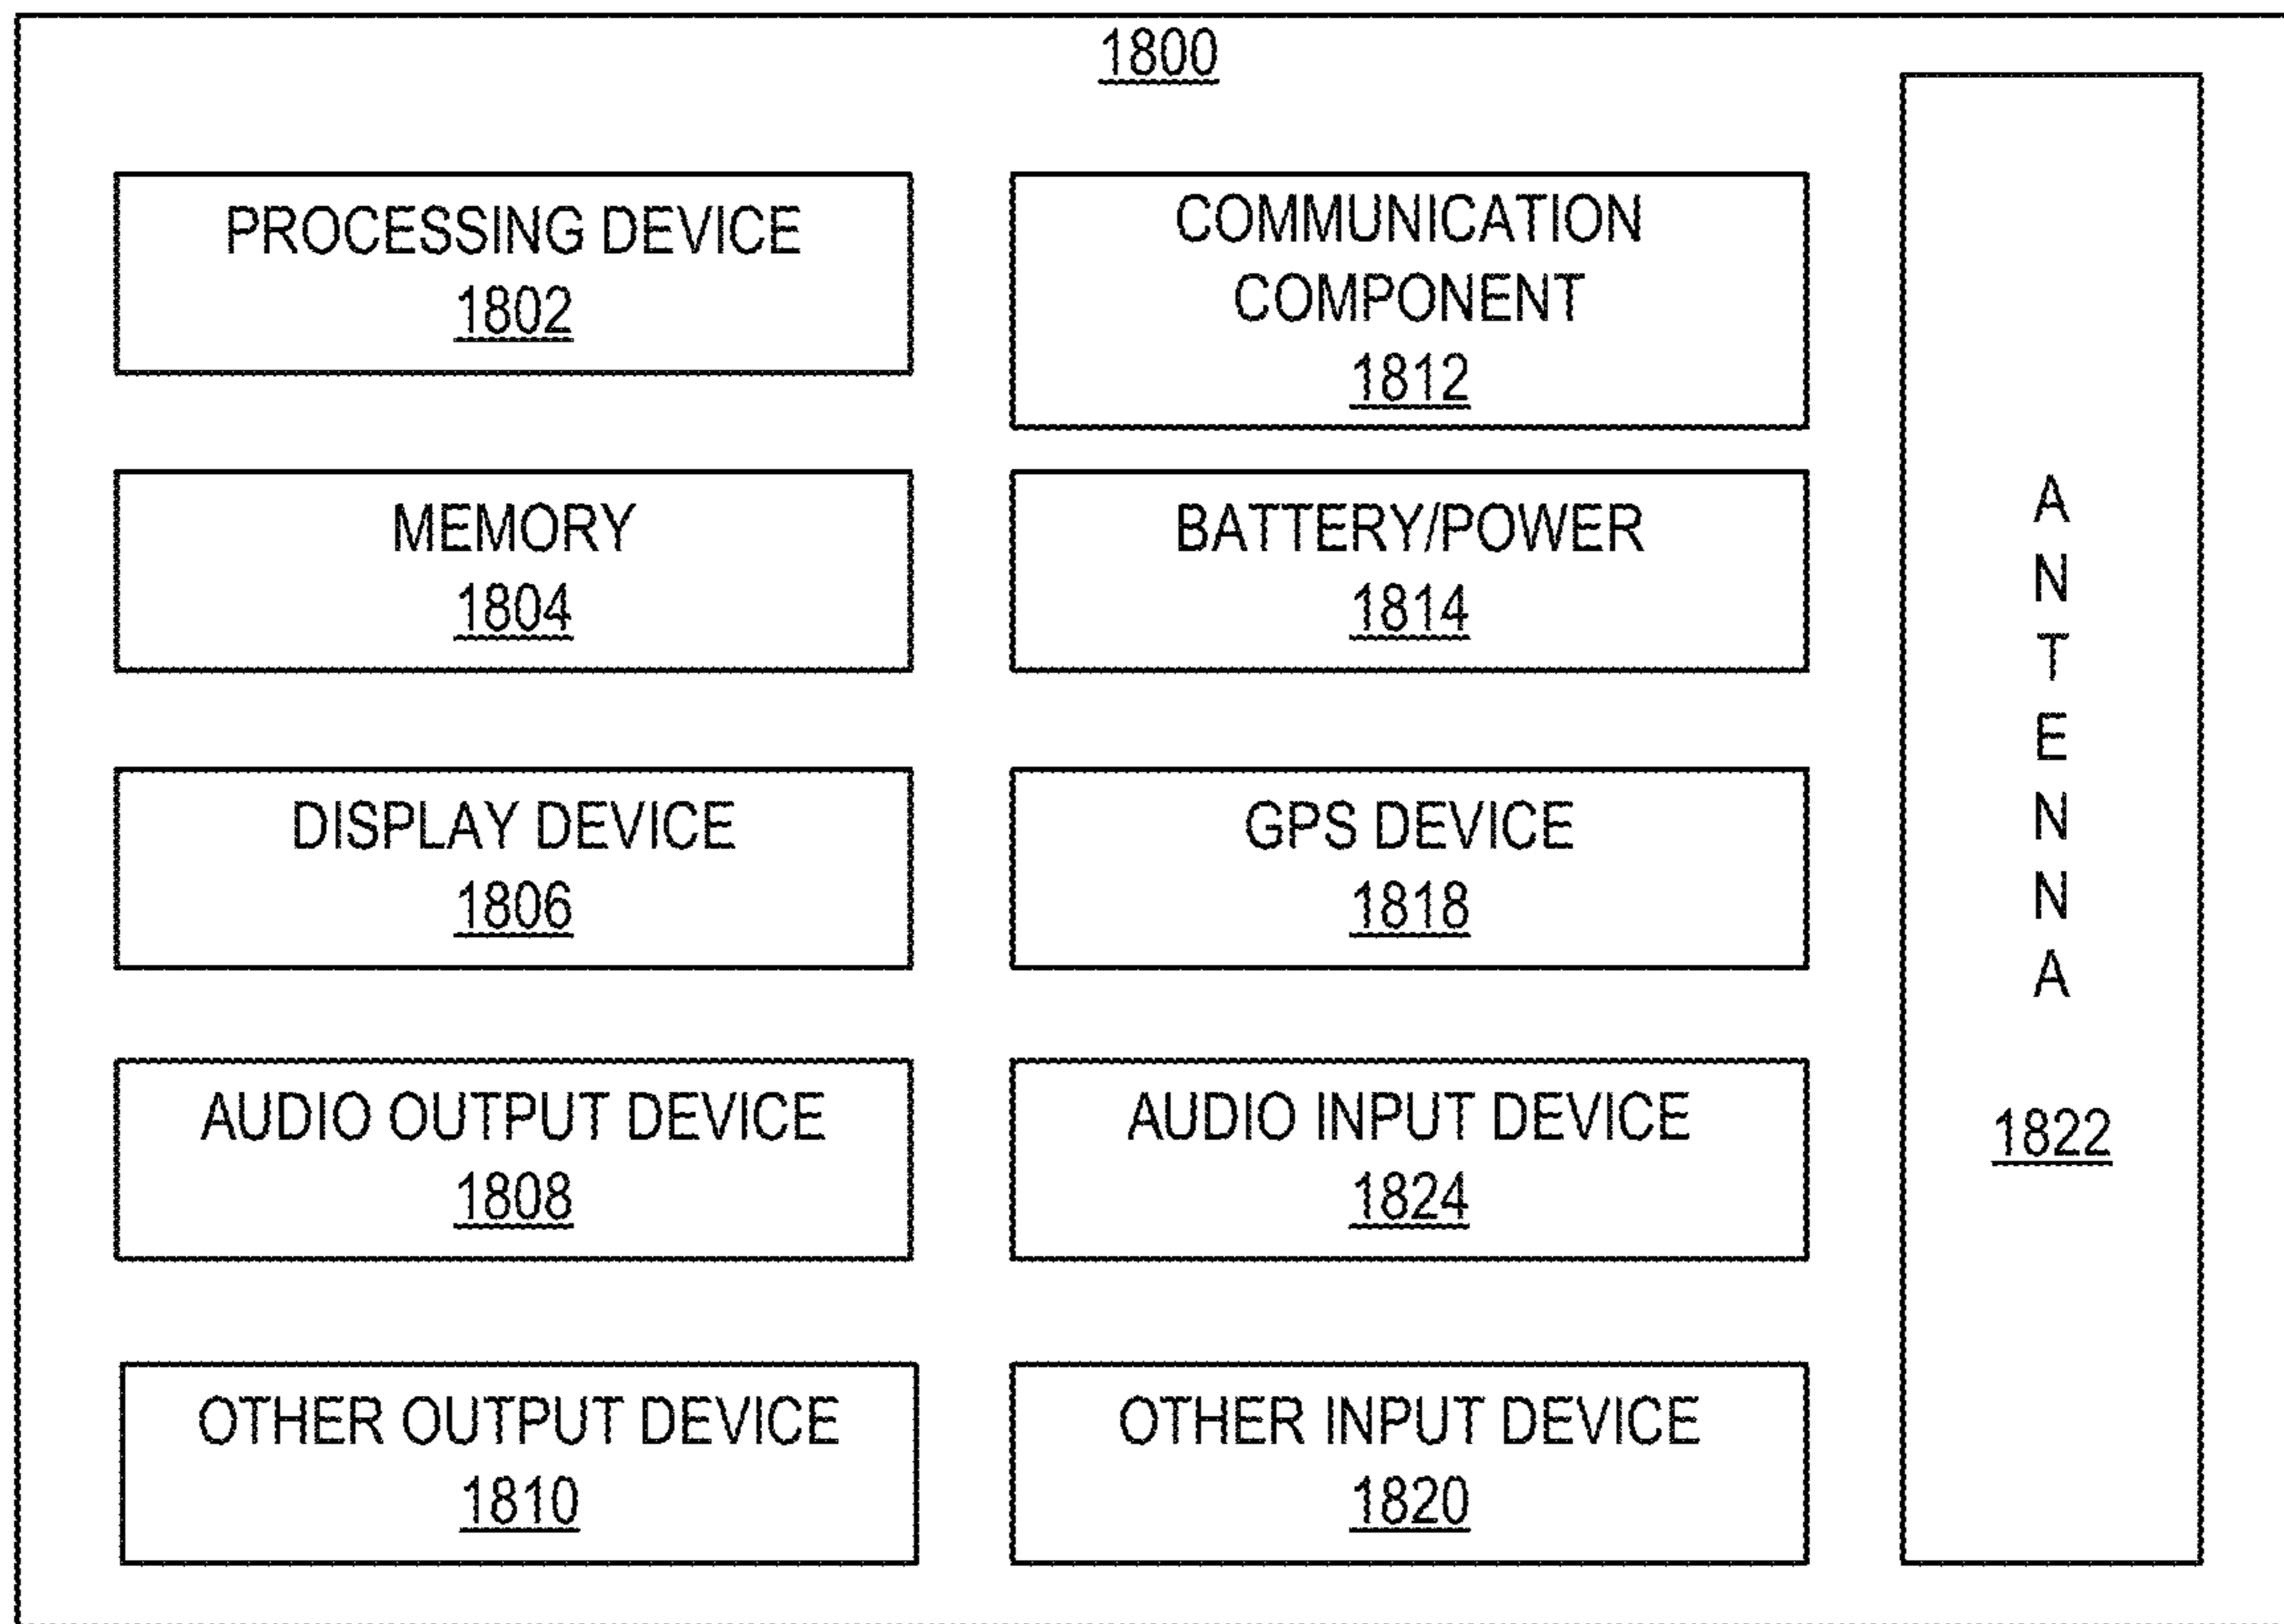 1800
PROCESSING DEVICE
1802
COMMUNICATION
COMPONENT
1812
MEMORY
1804
BATTERY/POWER
1814
DISPLAY DEVICE
1806
GPS DEVICE
1818
AUDIO OUTPUT DEVICE
1808
AUDIO INPUT DEVICE
1824
OTHER OUTPUT DEVICE
1810
OTHER INPUT DEVICE
1820
ANTENNA
1822